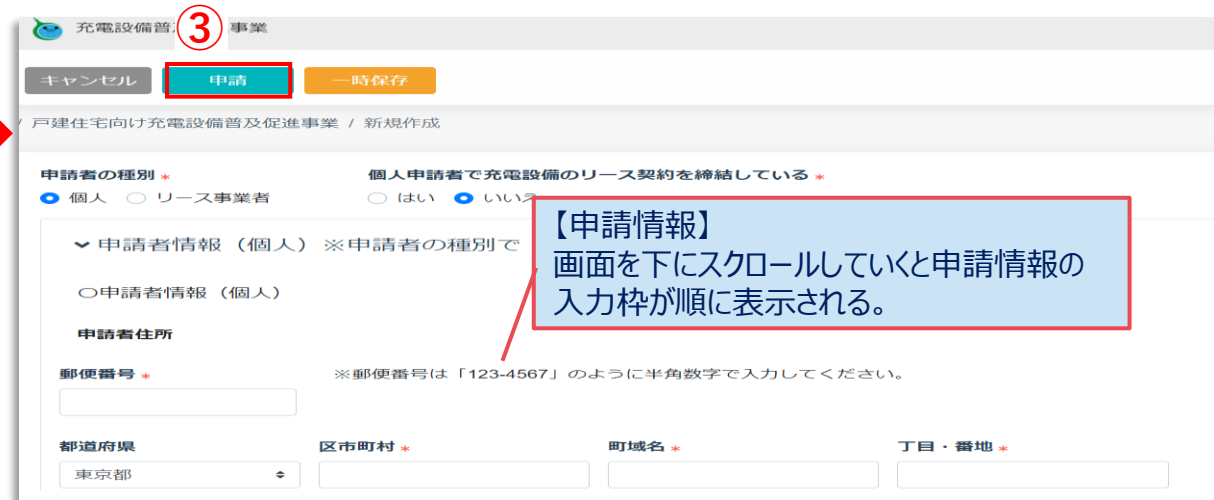 充電設備普 ③ 事業
キャンセル 申請 一時保存
/ 戸建住宅向け充電設備普及促進事業 / 新規作成
申請者の種別 * 個人申請者で充電設備のリース契約を締結している *
個人 リース事業者 はい いいえ
申請者情報（個人）※申請者の種別で
【申請情報】
画面を下にスクロールしていくと申請情報の
入力枠が順に表示される。
〇申請者情報（個人）
申請者住所
郵便番号 * ※郵便番号は「123-4567」のように半角数字で入力してください。
都道府県 区市町村 * 町域名 * 丁目・番地 *
東京都